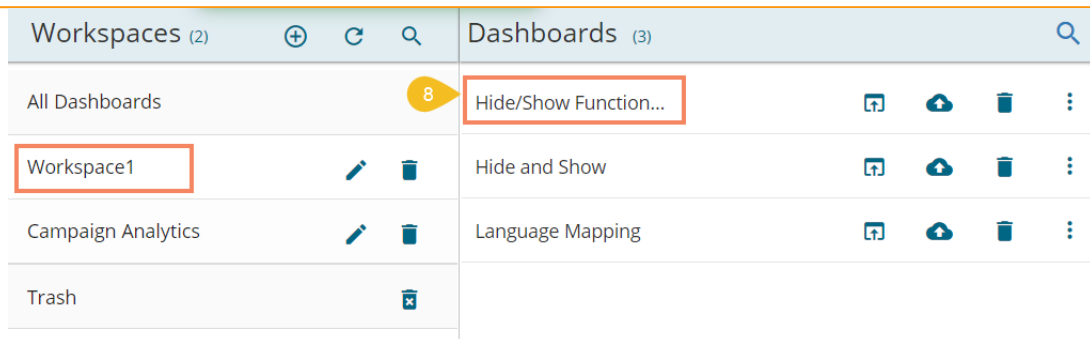 Workspaces (2)
Dashboards (3)
All Dashboards
8
Hide/Show Function...
Workspace1
Hide and Show
Campaign Analytics
Language Mapping
Trash